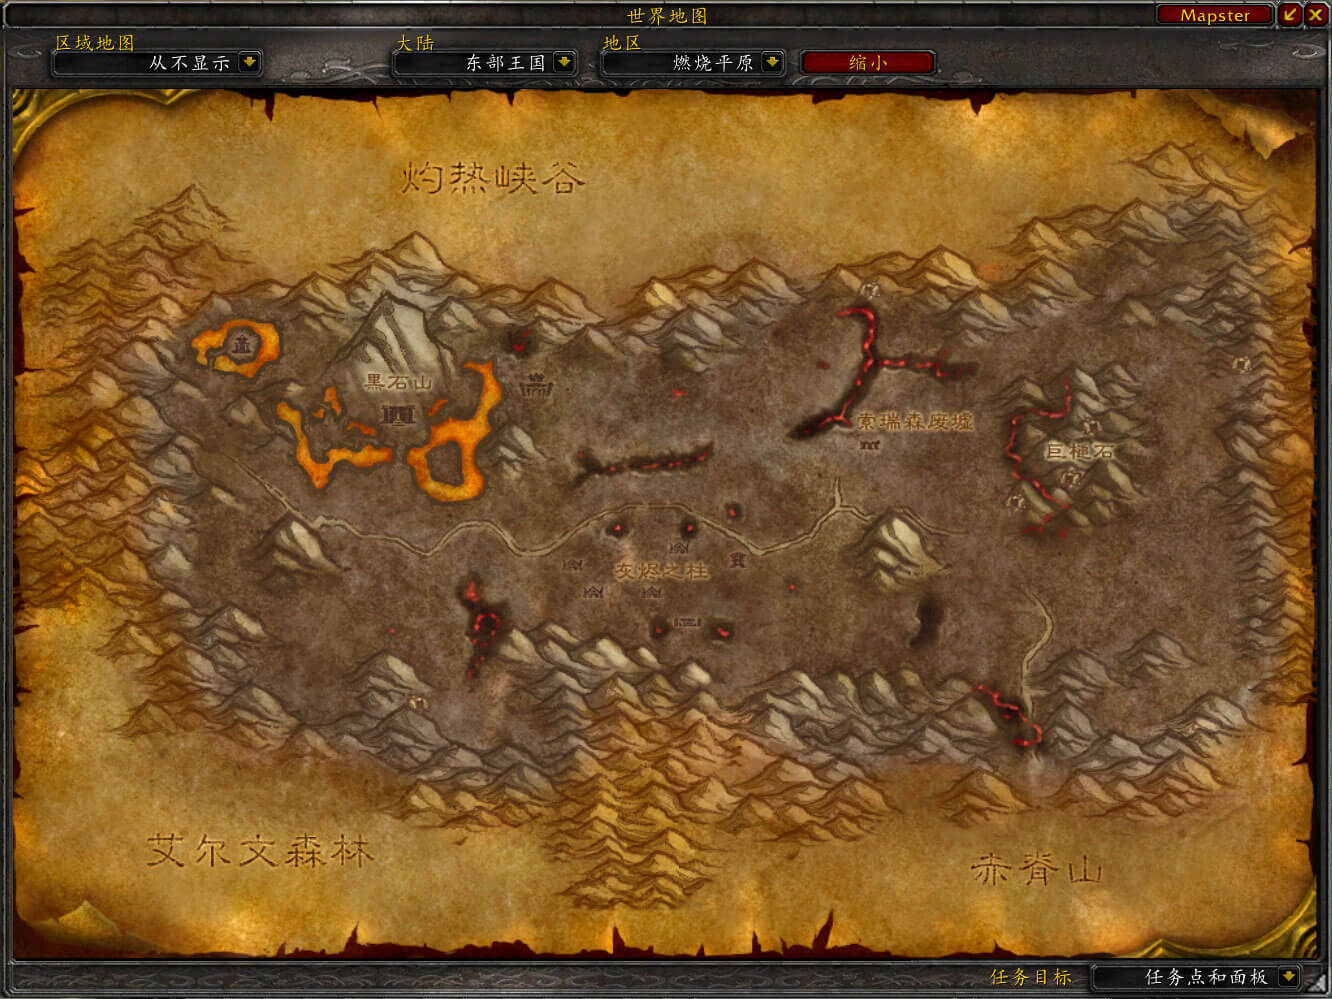 世界地图
Mapster
区域地图
大陆
地区
从不显示
东部王国
燃烧平原
缩小
灼热峡谷
黑石山
索瑞森废墟
巨槌石
灰烬之柱
艾尔文森林
赤脊山
任务目标
任务点和面板